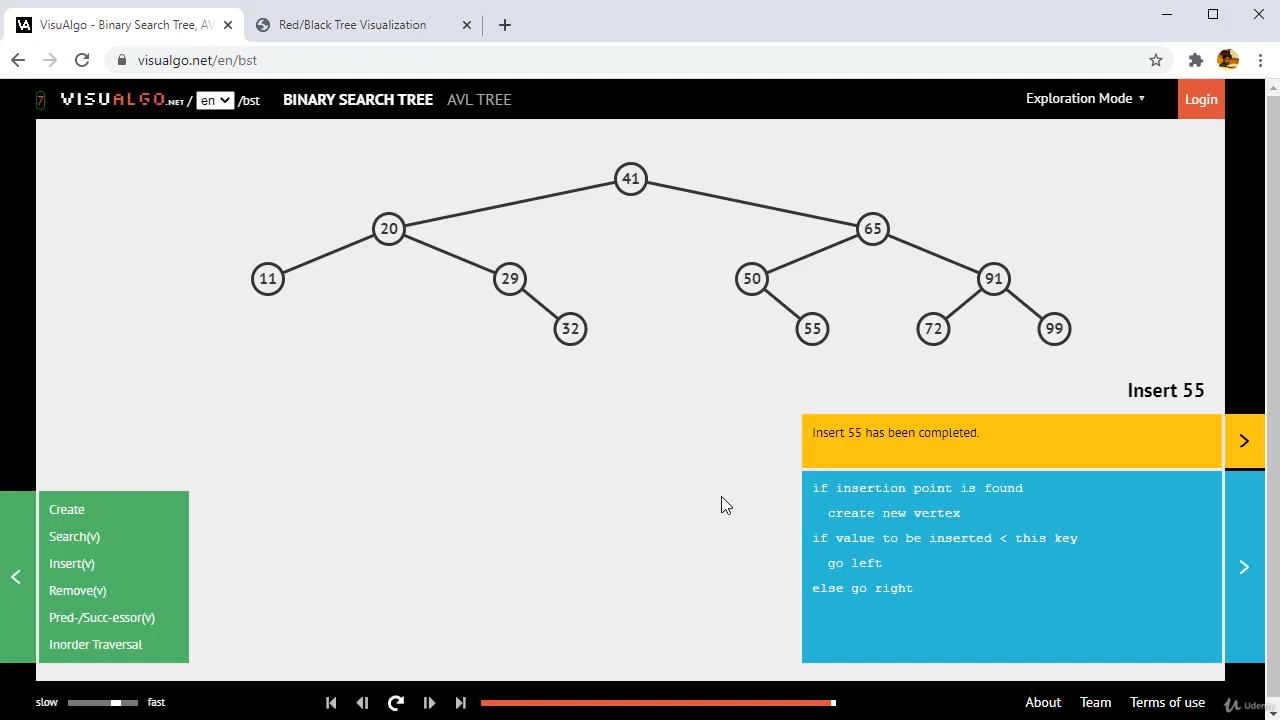 VisuAlgo - Binary Search Tree, AV
Red/Black Tree Visualization
visualgo.net/en/bst
7 VISUALGO.NET / en /bst BINARY SEARCH TREE AVL TREE Exploration Mode ▼ Login
41
20 65
11 29 50 91
32 55 72 99
Insert 55
Insert 55 has been completed.
if insertion point is found
create new vertex
if value to be inserted < this key
go left
else go right
Create
Search(v)
Insert(v)
Remove(v)
Pred-/Succ-essor(v)
Inorder Traversal
slow fast About Team Terms of use
Udemy